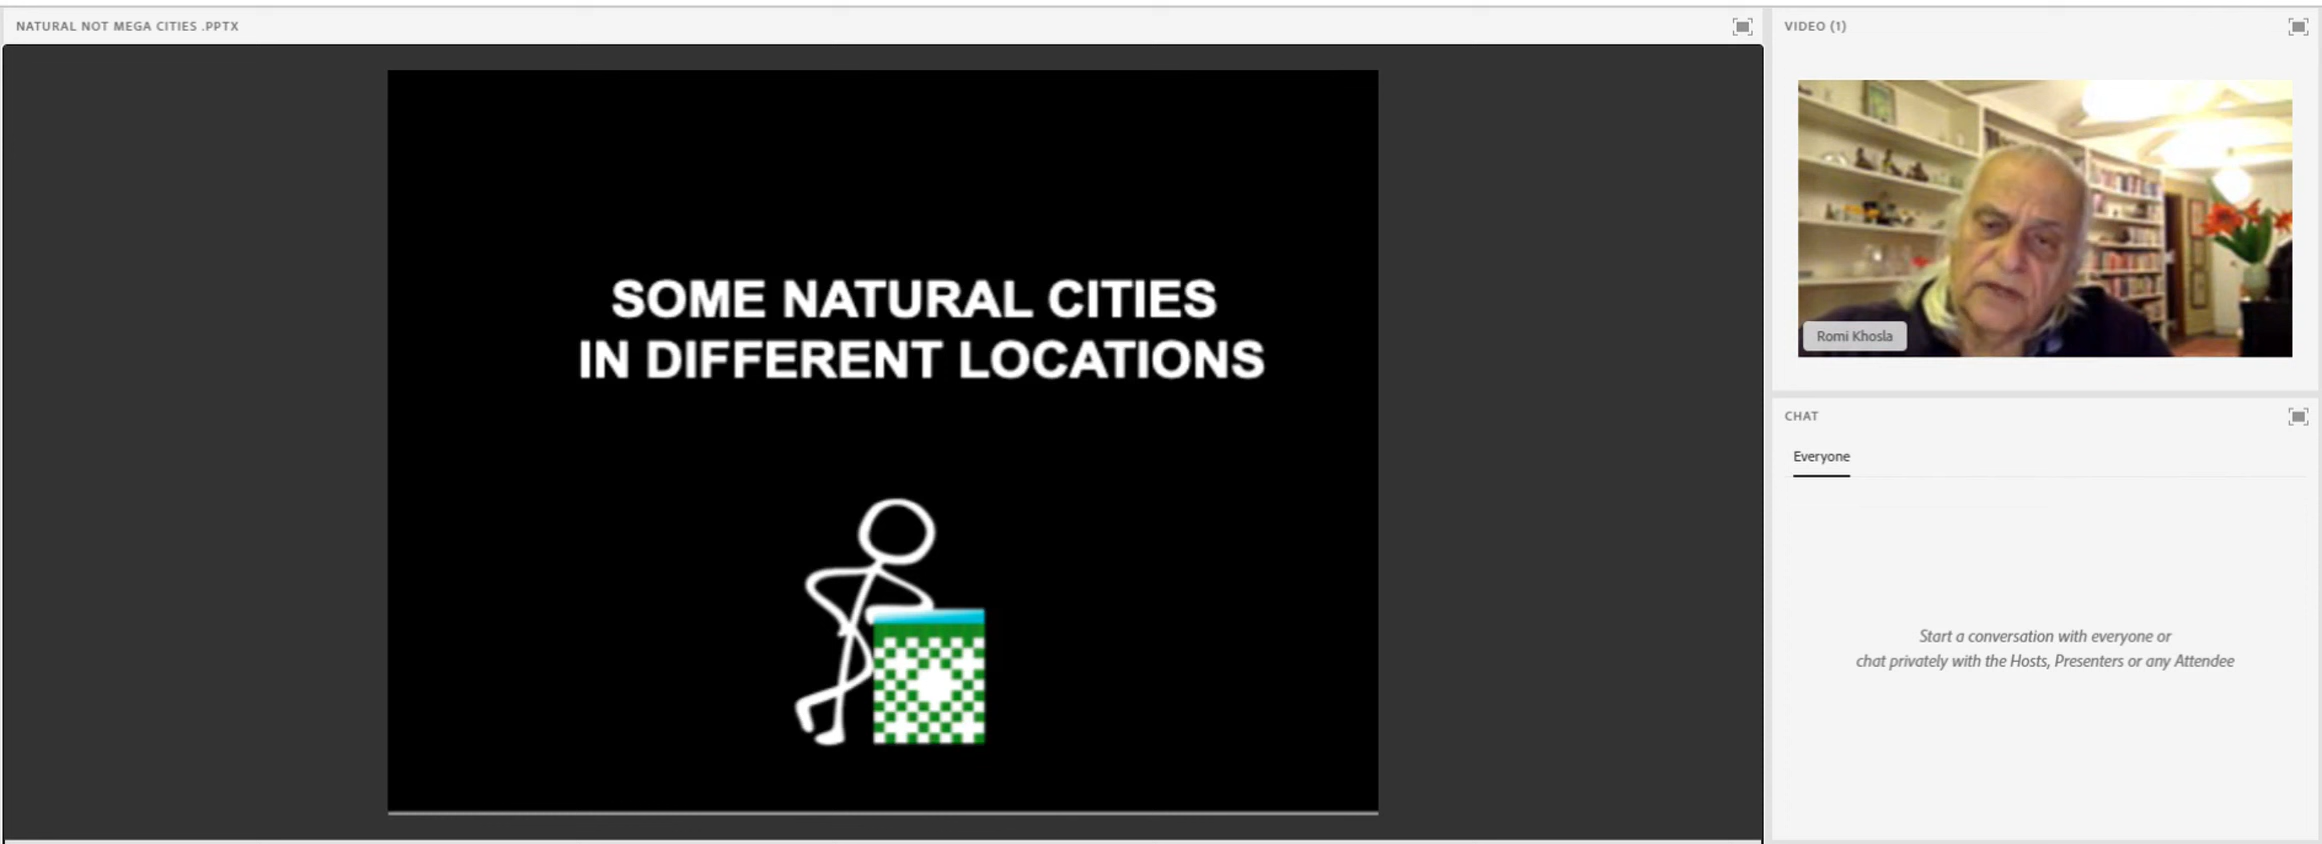 NATURAL NOT MEGA CITIES .PPTX
SOME NATURAL CITIES
IN DIFFERENT LOCATIONS
VIDEO (1)
Romi Khosla
CHAT
Everyone
Start a conversation with everyone or
chat privately with the Hosts, Presenters or any Attendee